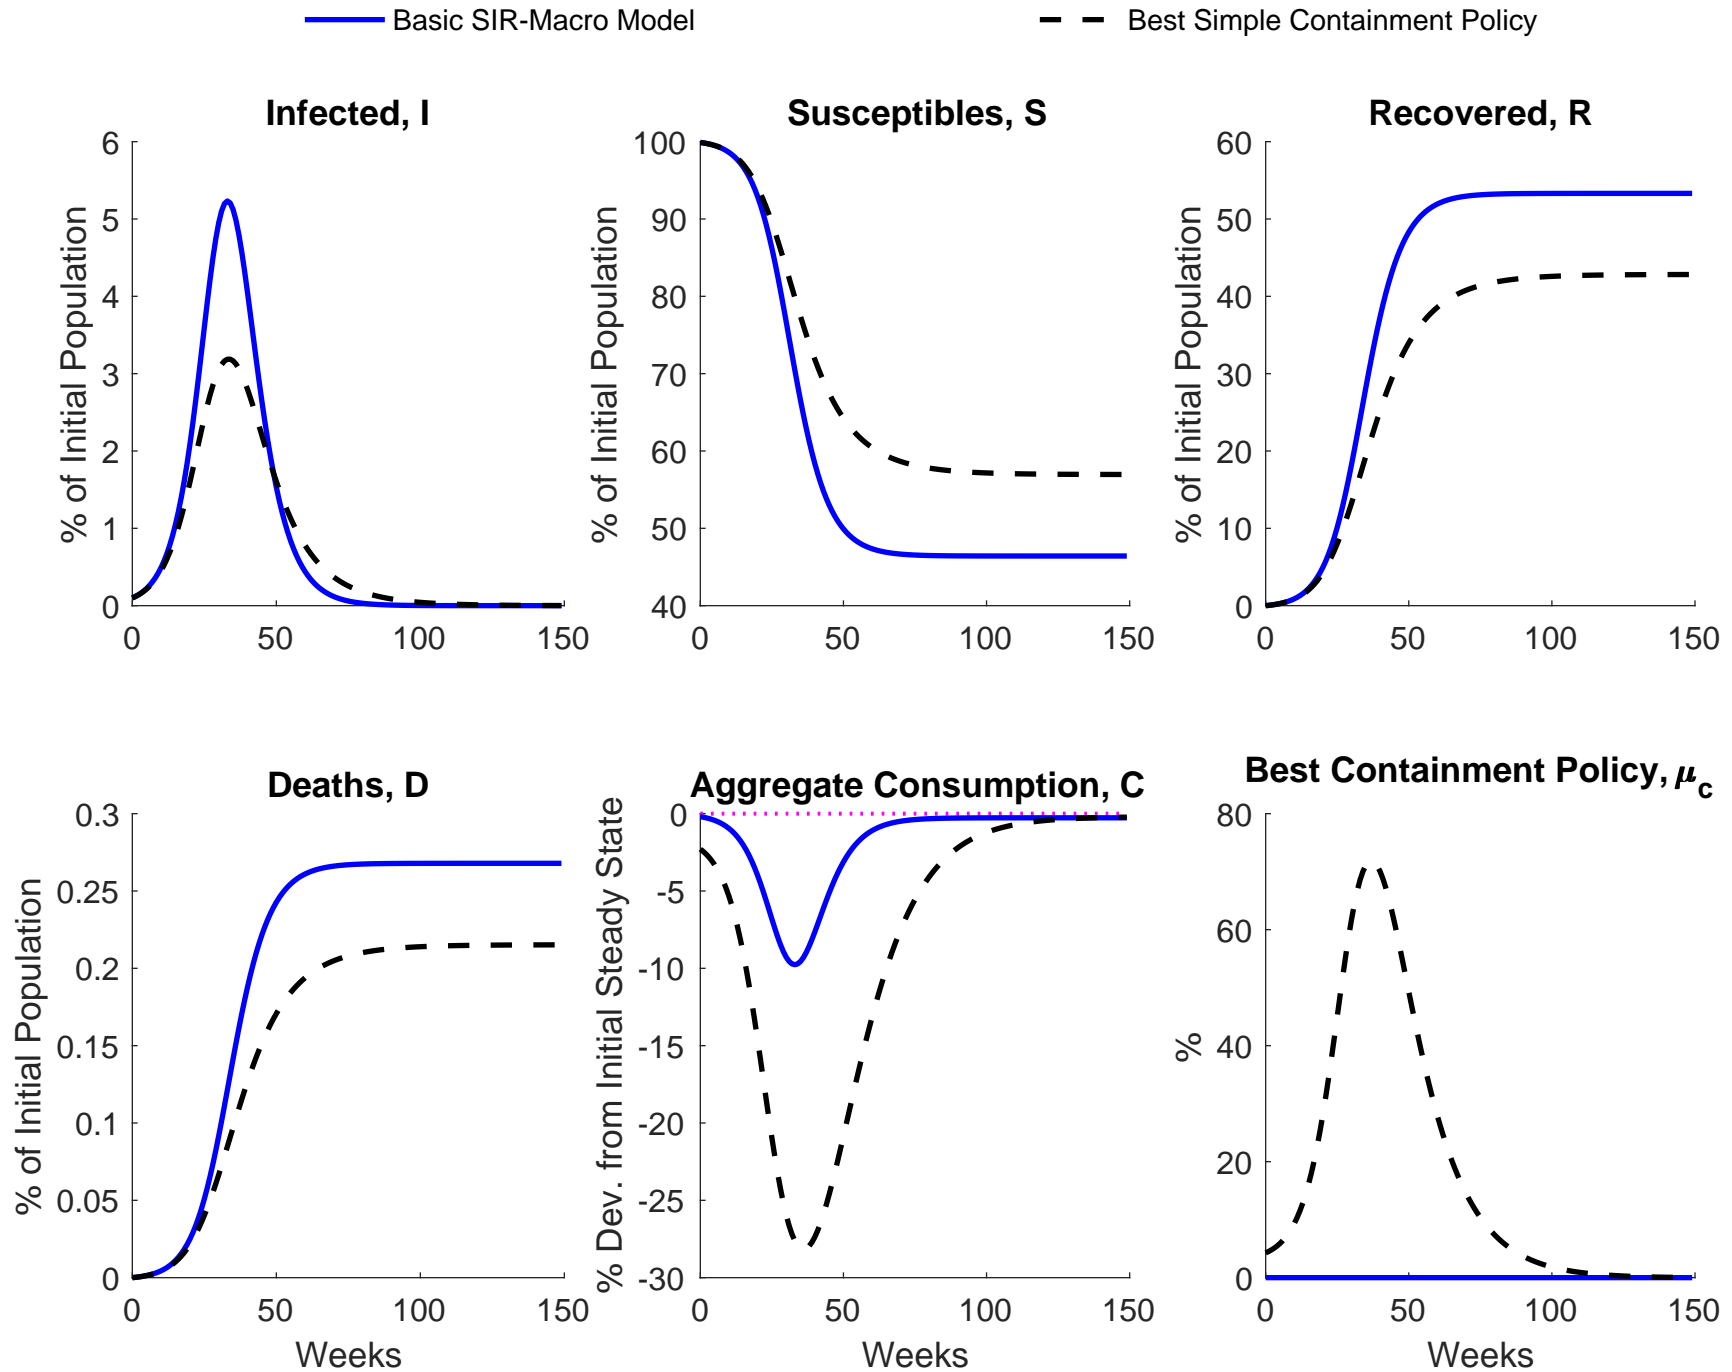 Basic SIR-Macro Model
Best Simple Containment Policy
Infected, I
% of Initial Population
6
5
4
3
2
1
0
0 50 100 150
Susceptibles, S
% of Initial Population
100
90
80
70
60
50
40
0 50 100 150
Recovered, R
% of Initial Population
60
50
40
30
20
10
0
0 50 100 150
Deaths, D
% of Initial Population
0.3
0.25
0.2
0.15
0.1
0.05
0
0 50 100 150
Weeks
Aggregate Consumption, C
% Dev. from Initial Steady State
0
-5
-10
-15
-20
-25
-30
0 50 100 150
Weeks
Best Containment Policy, μc
%
80
60
40
20
0
0 50 100 150
Weeks